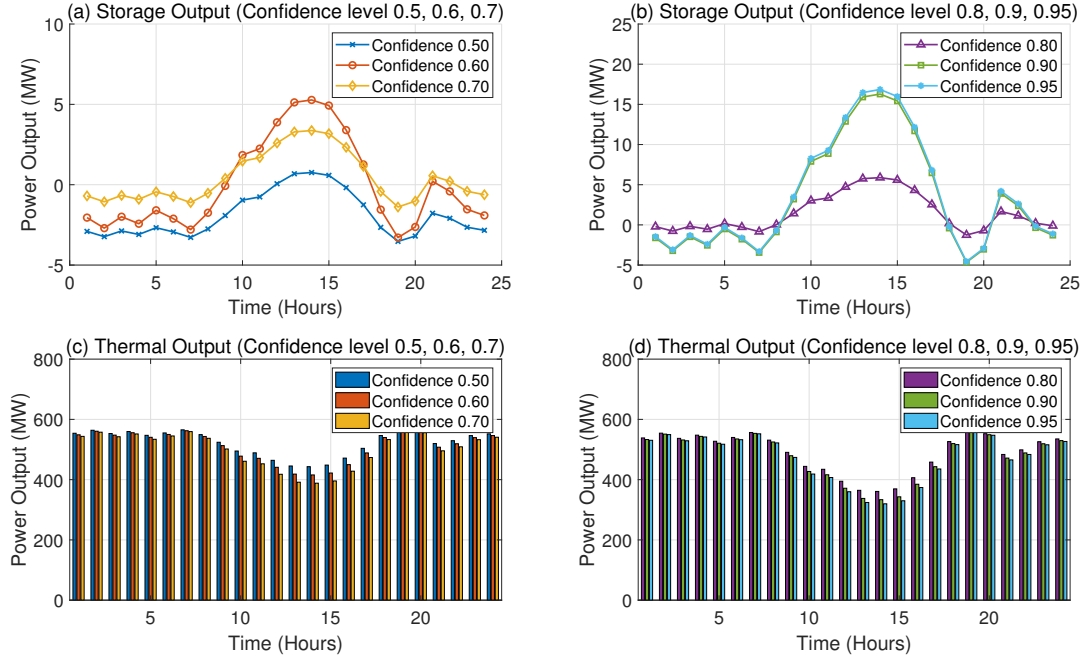 (a) Storage Output (Confidence level 0.5, 0.6, 0.7)
10
5
0
-5
Power Output (MW)
Confidence 0.50
Confidence 0.60
Confidence 0.70
0 5 10 15 20 25
Time (Hours)
(b) Storage Output (Confidence level 0.8, 0.9, 0.95)
25
20
15
10
5
0
-5
Power Output (MW)
Confidence 0.80
Confidence 0.90
Confidence 0.95
0 5 10 15 20 25
Time (Hours)
(c) Thermal Output (Confidence level 0.5, 0.6, 0.7)
800
600
400
200
0
Power Output (MW)
Confidence 0.50
Confidence 0.60
Confidence 0.70
5 10 15 20
Time (Hours)
(d) Thermal Output (Confidence level 0.8, 0.9, 0.95)
800
600
400
200
0
Power Output (MW)
Confidence 0.80
Confidence 0.90
Confidence 0.95
5 10 15 20
Time (Hours)